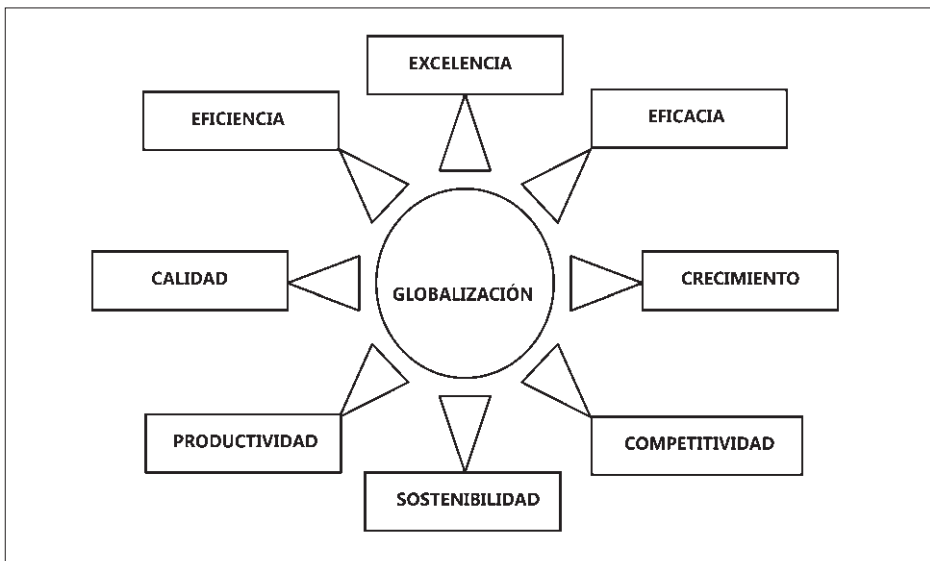 EXCELENCIA
EFICIENCIA
EFICACIA
CALIDAD
GLOBALIZACIÓN
CRECIMIENTO
PRODUCTIVIDAD
COMPETITIVIDAD
SOSTENIBILIDAD